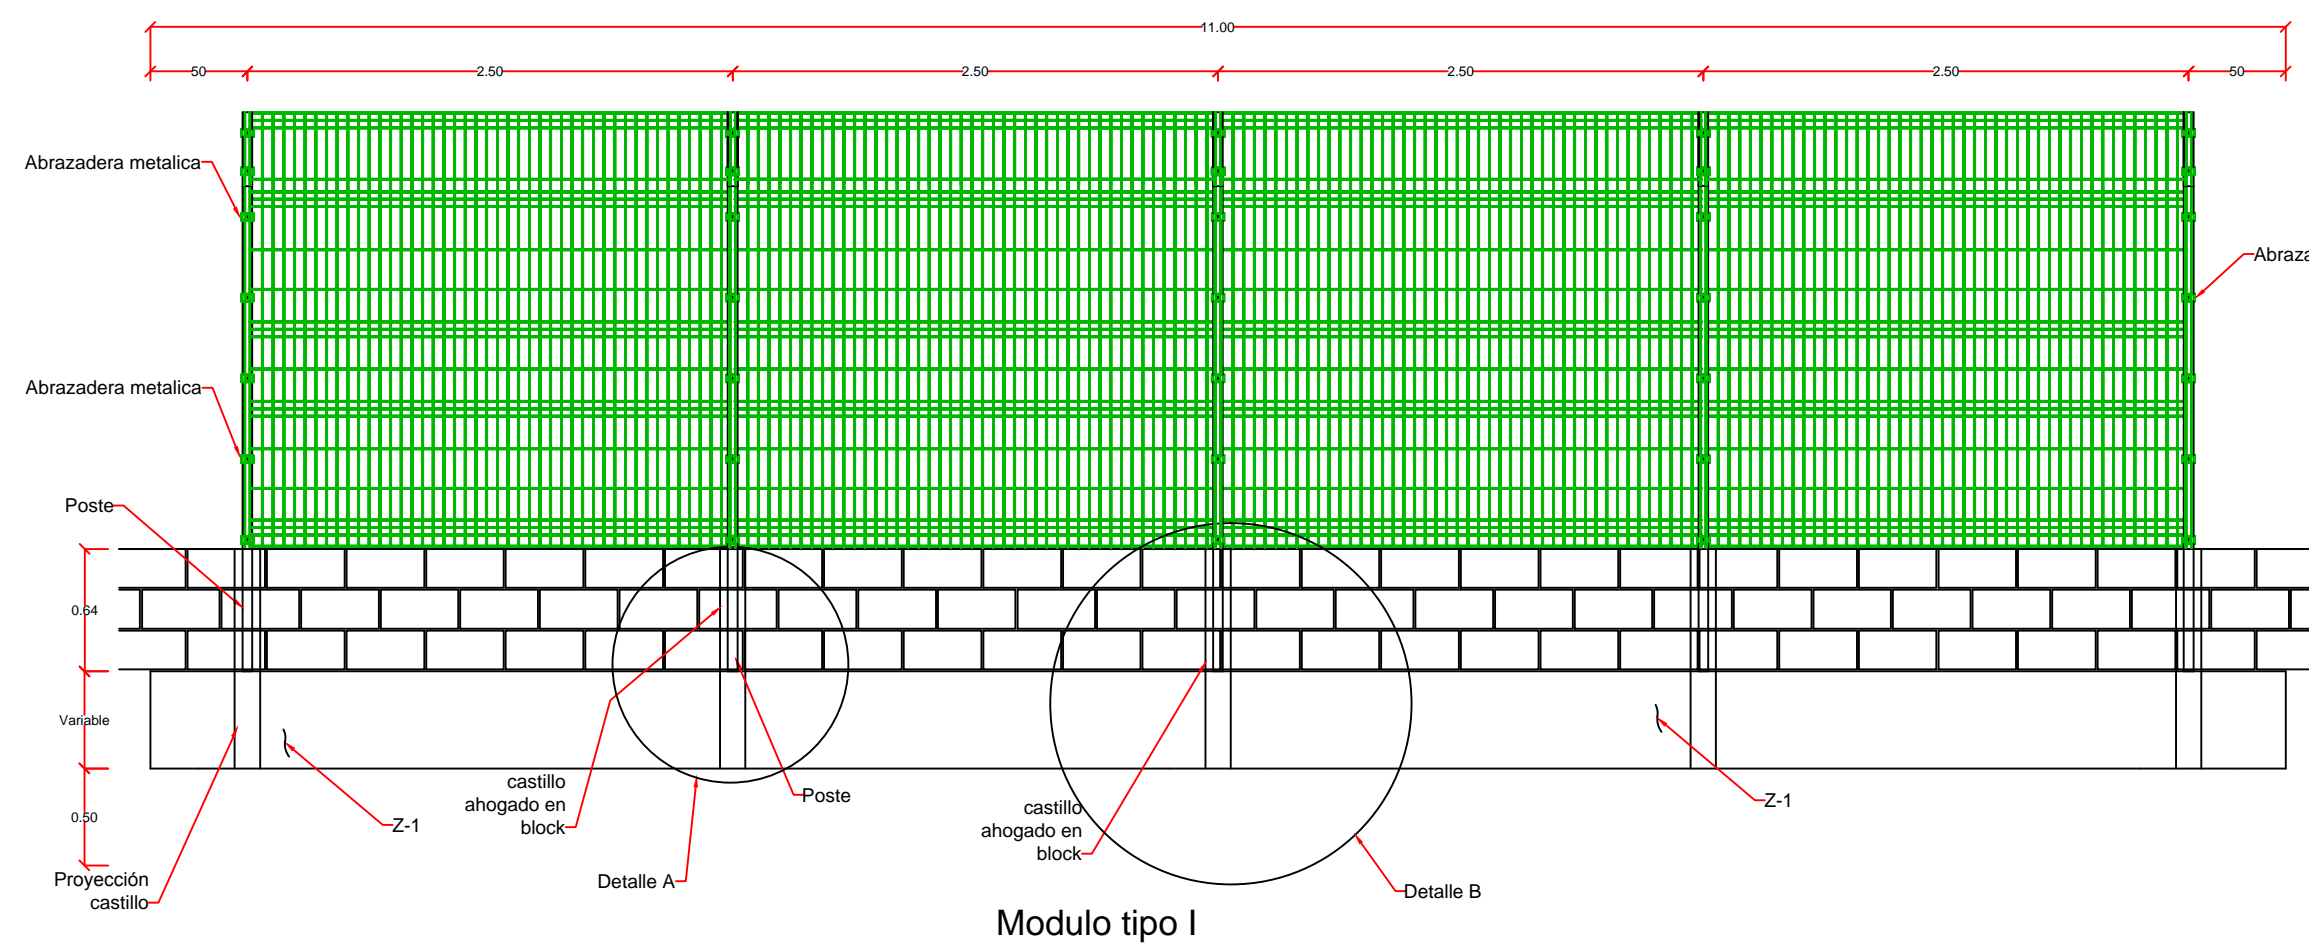 11.00
50
2.50
2.50
2.50
2.50
50
Abrazadera metalica
Abraza
Abrazadera metalica
Poste
0.64
Variable
0.50
castillo
ahogado en
block
Poste
castillo
ahogado en
block
Z-1
Z-1
Proyección
castillo
Detalle A
Detalle B
Modulo tipo I